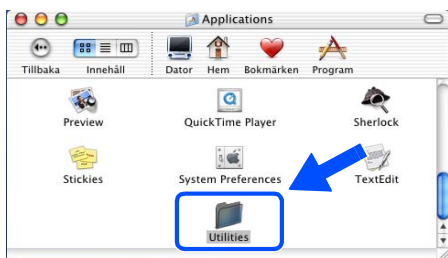 Applications
Tillbaka Innehåll Dator Hem Bokmärken Program
Preview QuickTime Player Sherlock
Stickies System Preferences TextEdit
Utilities